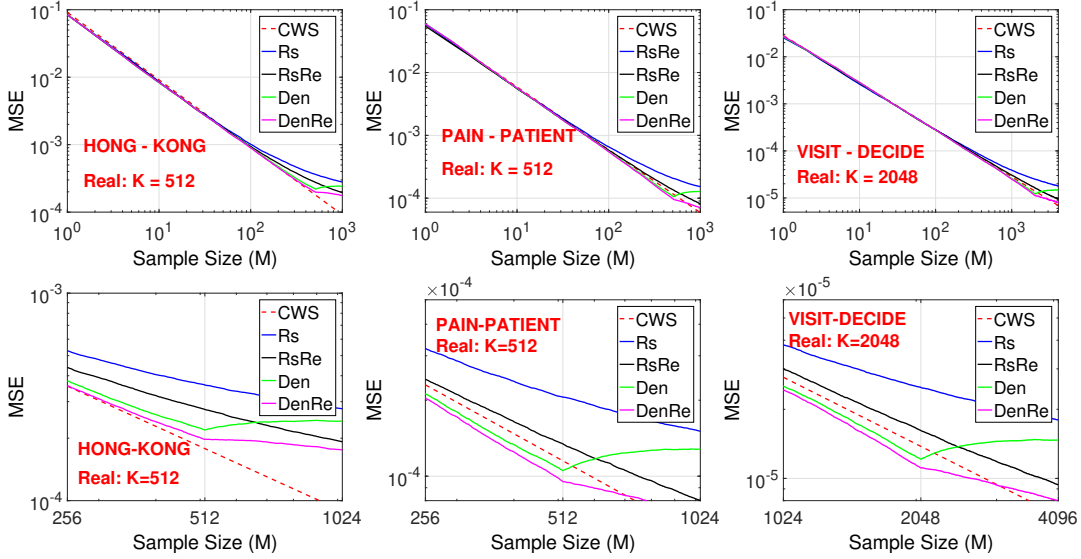 10^-1
10^-2
10^-3
10^-4
MSE
CWS
Rs
RsRe
Den
DenRe
HONG - KONG
Real: K = 512
10^0 10^1 10^2 10^3
Sample Size (M)
10^-1
10^-2
10^-3
10^-4
MSE
CWS
Rs
RsRe
Den
DenRe
PAIN - PATIENT
Real: K = 512
10^0 10^1 10^2 10^3
Sample Size (M)
10^-1
10^-2
10^-3
10^-4
10^-5
MSE
CWS
Rs
RsRe
Den
DenRe
VISIT - DECIDE
Real: K = 2048
10^0 10^1 10^2 10^3
Sample Size (M)
10^-3
10^-4
MSE
CWS
Rs
RsRe
Den
DenRe
HONG-KONG
Real: K=512
256 512 1024
Sample Size (M)
×10^-4
10^-4
MSE
CWS
Rs
RsRe
Den
DenRe
PAIN-PATIENT
Real: K=512
256 512 1024
Sample Size (M)
×10^-5
10^-5
MSE
CWS
Rs
RsRe
Den
DenRe
VISIT-DECIDE
Real: K=2048
1024 2048 4096
Sample Size (M)